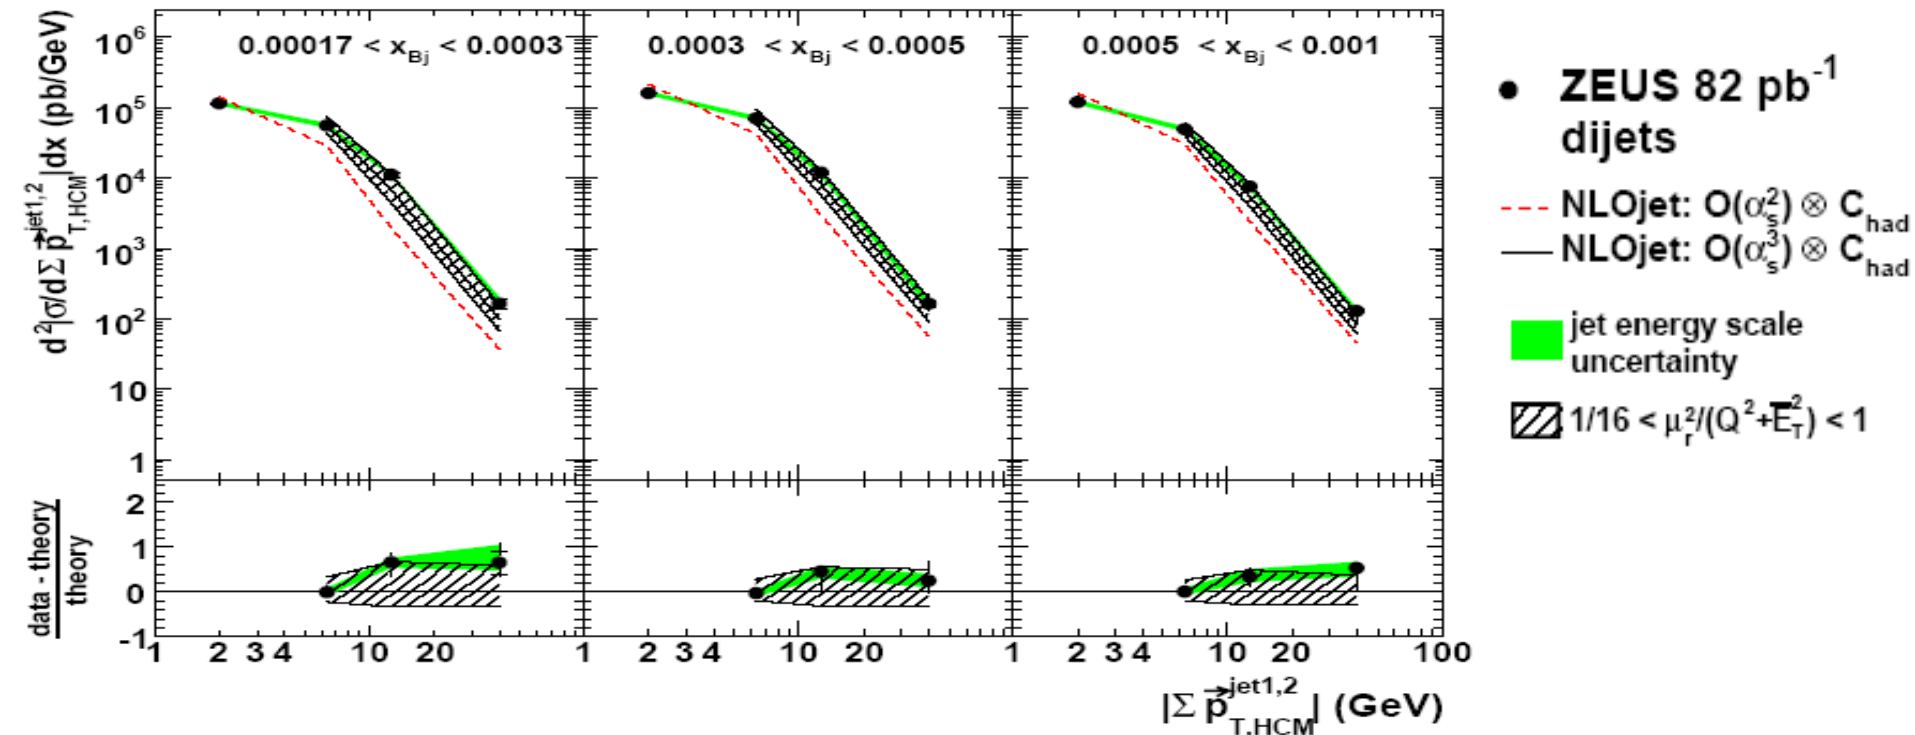 0.00017 < x_Bj < 0.0003
0.0003 < x_Bj < 0.0005
0.0005 < x_Bj < 0.001
d²|σ/dΣ p⃗_T,HCM^jet1,2|dx (pb/GeV)
10⁶
10⁵
10⁴
10³
10²
10
1
data - theory
theory
2
1
0
-1
1 2 3 4 10 20 1 2 3 4 10 20 1 2 3 4 10 20 100
|Σ p⃗_T,HCM^jet1,2| (GeV)
ZEUS 82 pb⁻¹
dijets
NLOjet: O(α_s²) ⊗ C_had
NLOjet: O(α_s³) ⊗ C_had
jet energy scale
uncertainty
1/16 < μ_r²/(Q²+E̅_T²) < 1